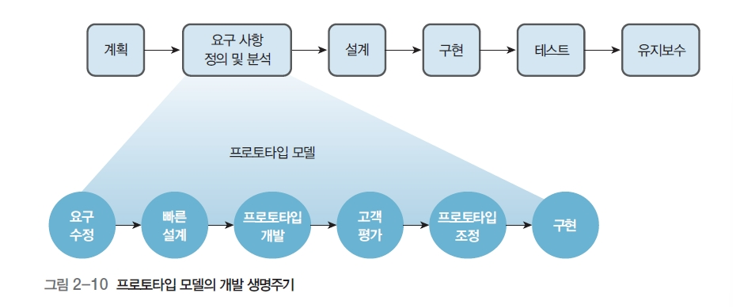 계획
요구 사항
정의 및 분석
설계
구현
테스트
유지보수
프로토타입 모델
요구
수정
빠른
설계
프로토타입
개발
고객
평가
프로토타입
조정
구현
그림 2-10 프로토타입 모델의 개발 생명주기